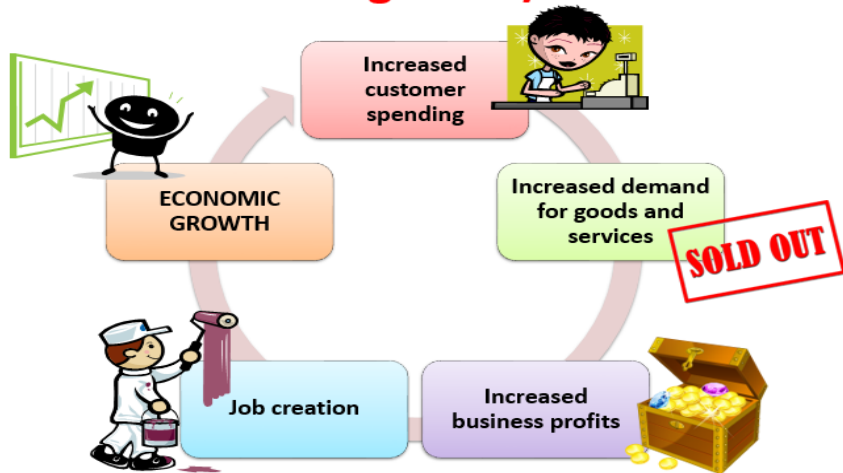 Increased
customer
spending
Increased demand
for goods and
services
SOLD OUT
Increased
business profits
Job creation
ECONOMIC
GROWTH